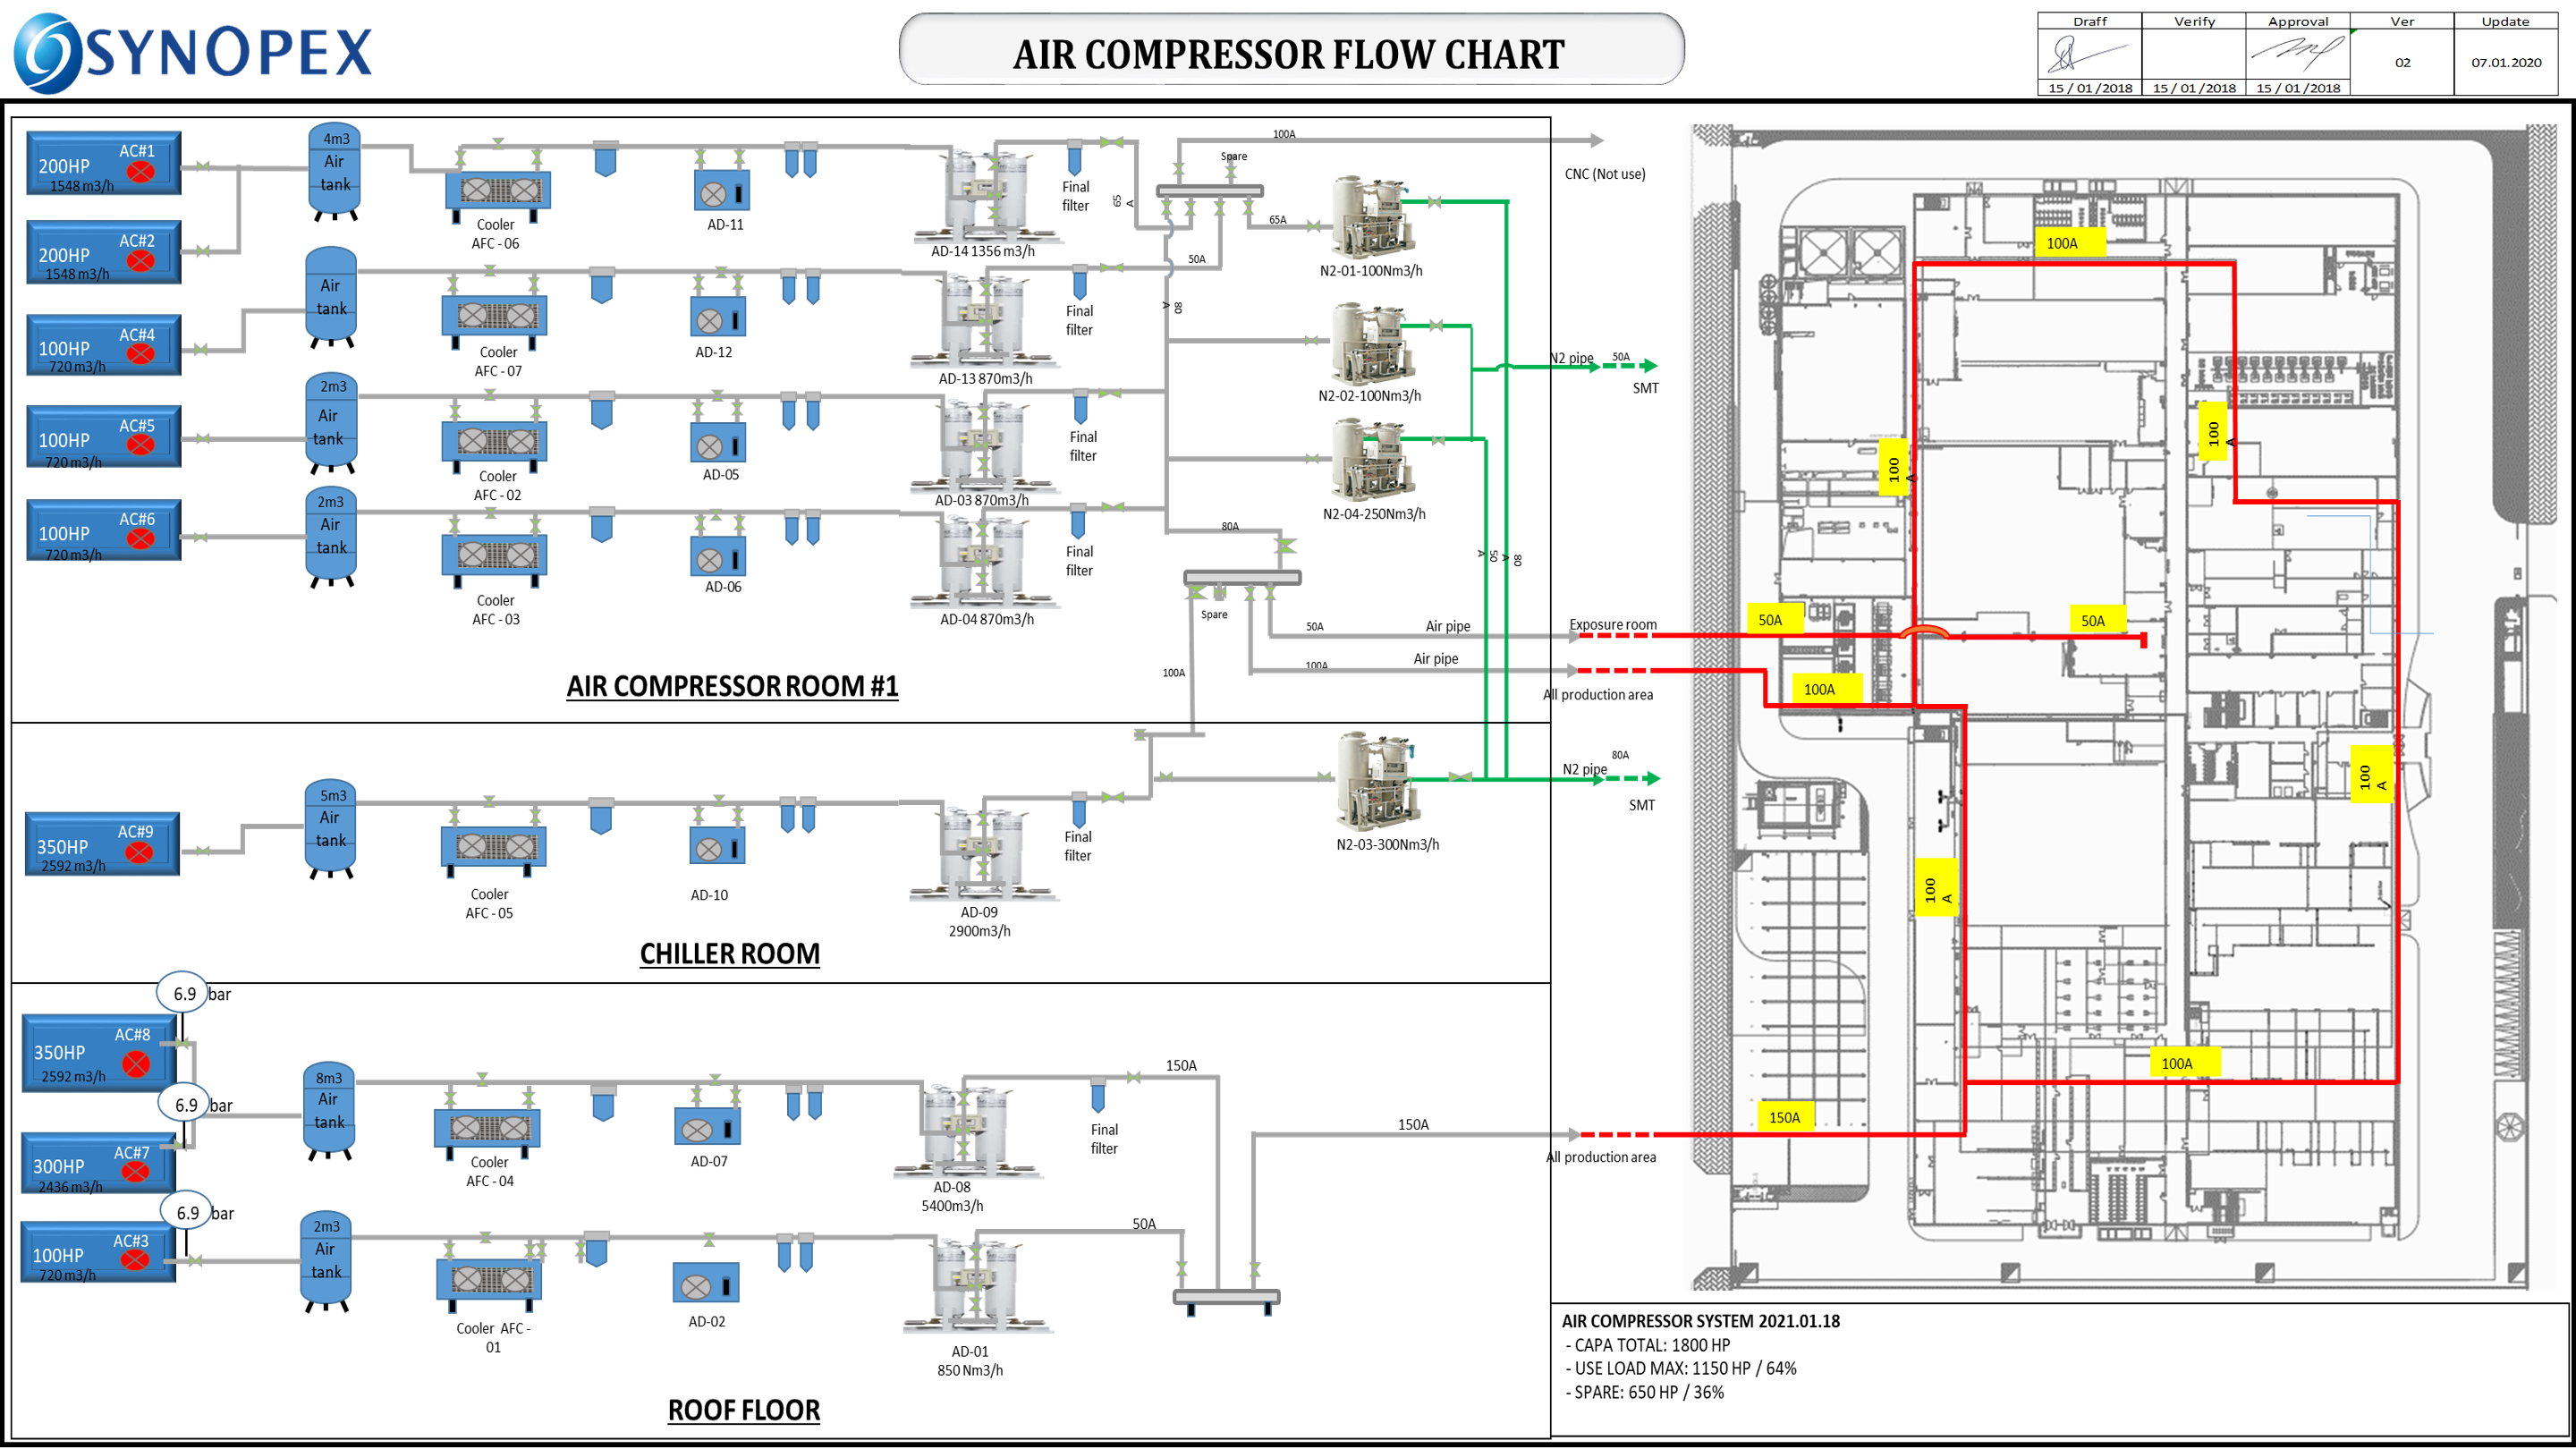 SYNOPEX
AIR COMPRESSOR FLOW CHART
Draff
Verify
Approval
Ver
Update
02
07.01.2020
15 / 01 /2018
15 / 01 /2018
15 / 01 /2018
200HP
AC#1
1548 m3/h
4m3
Air
tank
Cooler
AFC - 06
AD-11
AD-14 1356 m3/h
Final
filter
65
A
100A
Spare
CNC (Not use)
65A
N2-01-100Nm3/h
200HP
AC#2
1548 m3/h
Air
tank
Cooler
AFC - 07
AD-12
AD-13 870m3/h
Final
filter
50A
80
A
N2-02-100Nm3/h
N2 pipe
50A
SMT
100HP
AC#4
720 m3/h
100HP
AC#5
720 m3/h
2m3
Air
tank
Cooler
AFC - 02
AD-05
AD-03 870m3/h
Final
filter
N2-04-250Nm3/h
100HP
AC#6
720 m3/h
2m3
Air
tank
Cooler
AFC - 03
AD-06
AD-04 870m3/h
Final
filter
80A
50
A
80
A
Spare
50A
Air pipe
Exposure room
100A
100A
Air pipe
All production area
AIR COMPRESSOR ROOM #1
350HP
AC#9
2592 m3/h
5m3
Air
tank
Cooler
AFC - 05
AD-10
AD-09
2900m3/h
Final
filter
N2-03-300Nm3/h
N2 pipe
80A
SMT
CHILLER ROOM
6.9 bar
350HP
AC#8
2592 m3/h
6.9 bar
300HP
AC#7
2436 m3/h
8m3
Air
tank
Cooler
AFC - 04
AD-07
AD-08
5400m3/h
Final
filter
150A
150A
All production area
6.9 bar
100HP
AC#3
720 m3/h
2m3
Air
tank
Cooler AFC -
01
AD-02
AD-01
850 Nm3/h
50A
ROOF FLOOR
100A
100
A
100
A
50A
50A
100A
100
A
100
A
100A
150A
AIR COMPRESSOR SYSTEM 2021.01.18
- CAPA TOTAL: 1800 HP
- USE LOAD MAX: 1150 HP / 64%
- SPARE: 650 HP / 36%